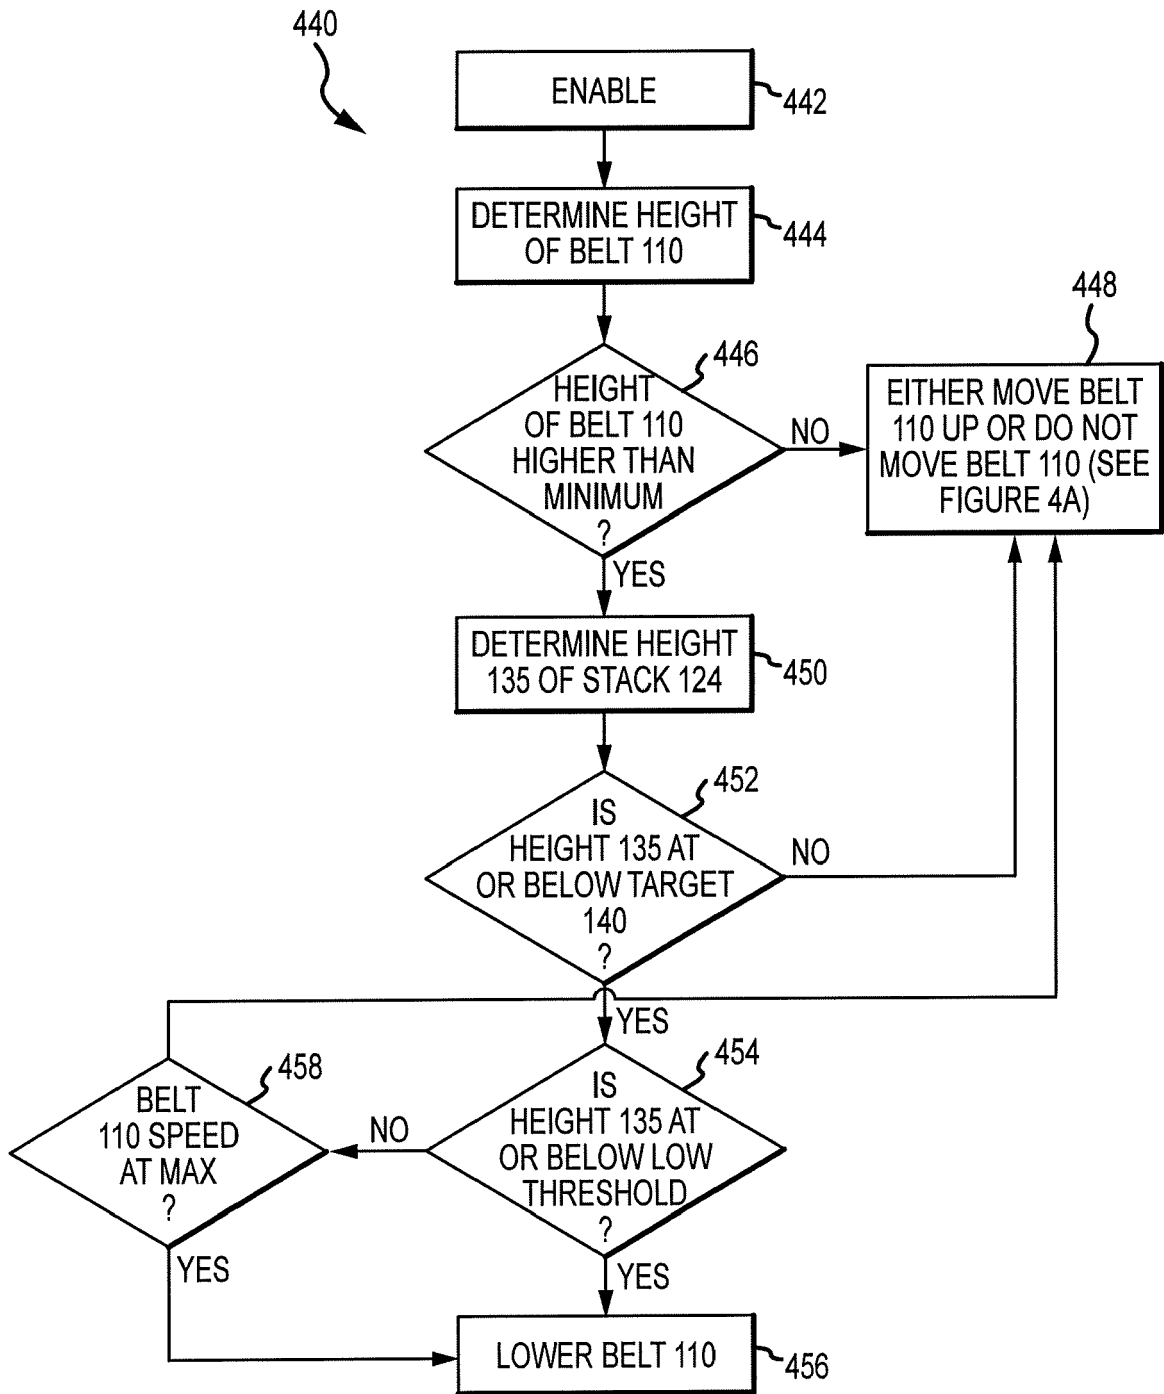 440
ENABLE
442
DETERMINE HEIGHT
OF BELT 110
444
446
HEIGHT
OF BELT 110
HIGHER THAN
MINIMUM
?
NO
448
EITHER MOVE BELT
110 UP OR DO NOT
MOVE BELT 110 (SEE
FIGURE 4A)
YES
DETERMINE HEIGHT
135 OF STACK 124
450
452
IS
HEIGHT 135 AT
OR BELOW TARGET
140
?
NO
YES
454
IS
HEIGHT 135 AT
OR BELOW LOW
THRESHOLD
?
NO
458
BELT
110 SPEED
AT MAX
?
YES
YES
LOWER BELT 110
456